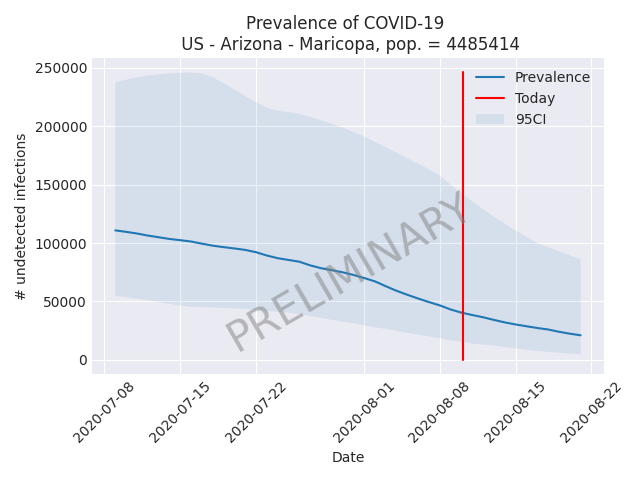 Prevalence of COVID-19
US - Arizona - Maricopa, pop. = 4485414
250000
200000
150000
100000
50000
0
# undetected infections
Prevalence
Today
95CI
PRELIMINARY
2020-07-08
2020-07-15
2020-07-22
2020-08-01
2020-08-08
2020-08-15
2020-08-22
Date